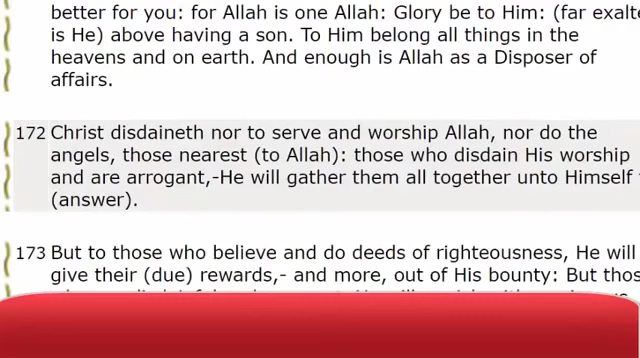 better for you: for Allah is one Allah: Glory be to Him: (far
is He) above having a son. To Him belong all things in the
heavens and on earth. And enough is Allah as a Disposer of
affairs.
172 Christ disdaineth nor to serve and worship Allah, nor do the
angels, those nearest (to Allah): those who disdain His worship
and are arrogant,-He will gather them all together unto Himself
(answer).
173 But to those who believe and do deeds of righteousness, He will
give their (due) rewards,- and more, out of His bounty: But